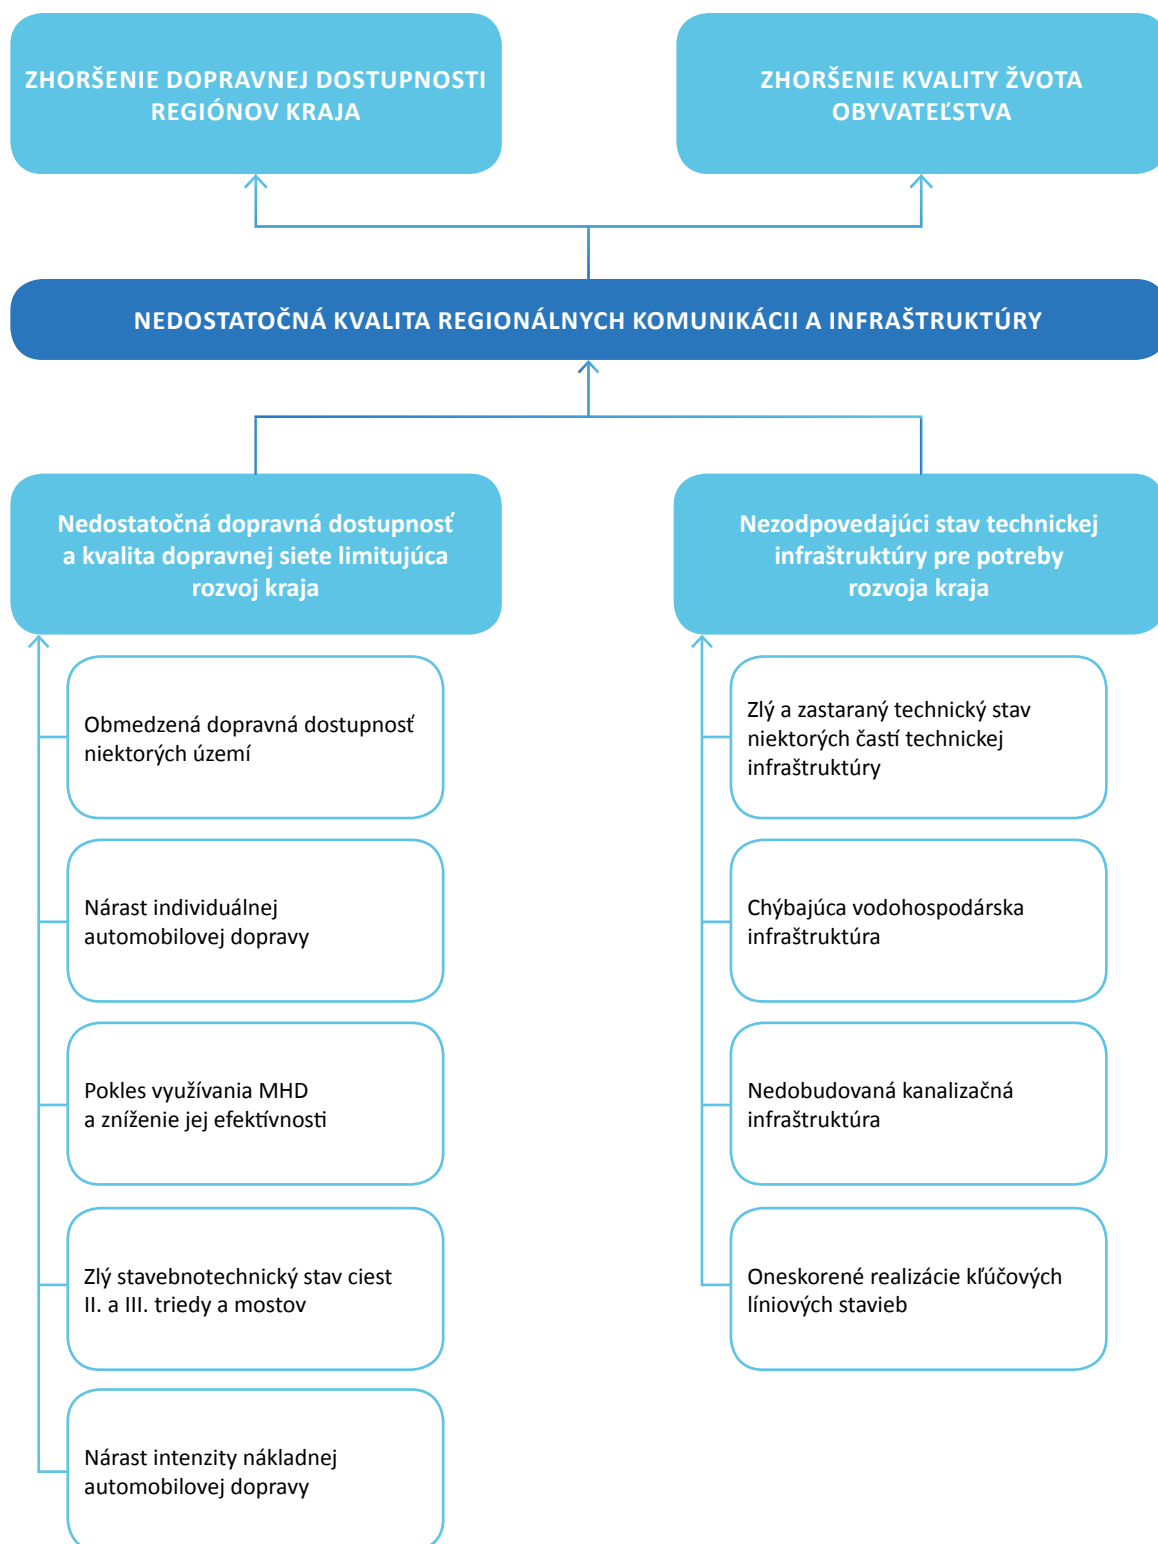 ZHORŠENIE DOPRAVNEJ DOSTUPNOSTI
REGIÓNOV KRAJA
ZHORŠENIE KVALITY ŽVOTA
OBYVATEĽSTVA
NEDOSTATOČNÁ KVALITA REGIONÁLNYCH KOMUNIKÁCII A INFRAŠTRUKTÚRY
Nedostatočná dopravná dostupnosť
a kvalita dopravnej siete limitujúca
rozvoj kraja
Obmedzená dopravná dostupnosť
niektorých území
Nárast individuálnej
automobilovej dopravy
Pokles využívania MHD
a zníženie jej efektívnosti
Zlý stavebnotechnický stav ciest
II. a III. triedy a mostov
Nárast intenzity nákladnej
automobilovej dopravy
Nezodpovedajúci stav technickej
infraštruktúry pre potreby
rozvoja kraja
Zlý a zastaraný technický stav
niektorých častí technickej
infraštruktúry
Chýbajúca vodohospodárska
infraštruktúra
Nedobudovaná kanalizačná
infraštruktúra
Oneskorené realizácie kľúčových
líniových stavieb